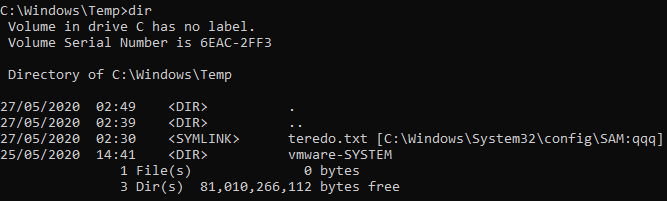 C:\Windows\Temp>dir
 Volume in drive C has no label.
 Volume Serial Number is 6EAC-2FF3

 Directory of C:\Windows\Temp

27/05/2020  02:49    <DIR>          .
27/05/2020  02:39    <DIR>          ..
27/05/2020  02:30    <SYMLINK>      teredo.txt [C:\Windows\System32\config\SAM:qqq]
25/05/2020  14:41    <DIR>          vmware-SYSTEM
               1 File(s)              0 bytes
               3 Dir(s)  81,010,266,112 bytes free